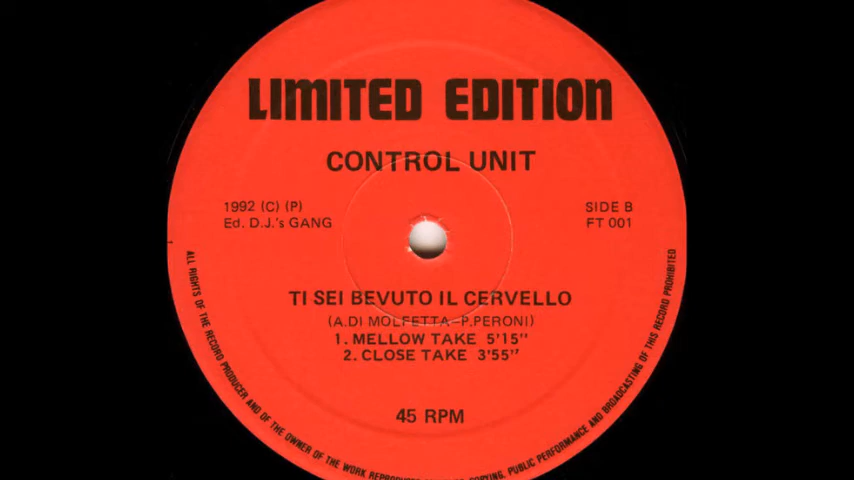 LIMITED EDITION
CONTROL UNIT
1992 (C) (P)
Ed. D.J.'s GANG
SIDE B
FT 001
TI SEI BEVUTO IL CERVELLO
(A.DI MOLFETTA-P.PERONI)
1. MELLOW TAKE 5'15"
2. CLOSE TAKE 3'55"
45 RPM
ALL RIGHTS OF THE RECORD PRODUCER AND OF THE OWNER OF THE WORK COPYING, PUBLIC PERFORMANCE AND BROADCASTING OF THIS RECORD PROHIBITED